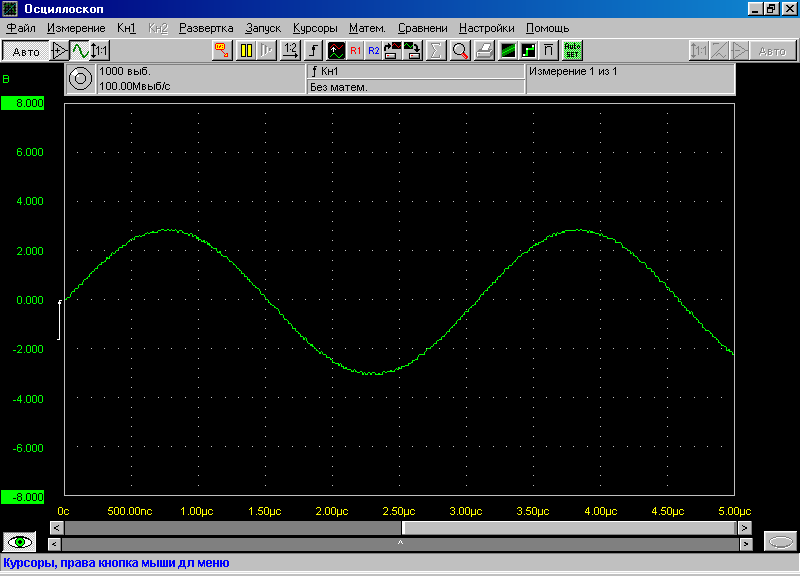 Осциллоскоп
Файл Измерение Кн1 Кн2 Развертка Запуск Курсоры Матем. Сравнени Настройки Помощь
Авто 1:1 1:2 R1 R2 Auto SET 1:1 Авто
В
1000 выб.
100.00Мвыб/с
ƒ Кн1
Без матем.
Измерение 1 из 1
8.000
6.000
4.000
2.000
0.000
-2.000
-4.000
-6.000
-8.000
0с 500.00пс 1.00µс 1.50µс 2.00µс 2.50µс 3.00µс 3.50µс 4.00µс 4.50µс 5.00µс
Курсоры, права кнопка мыши дл меню